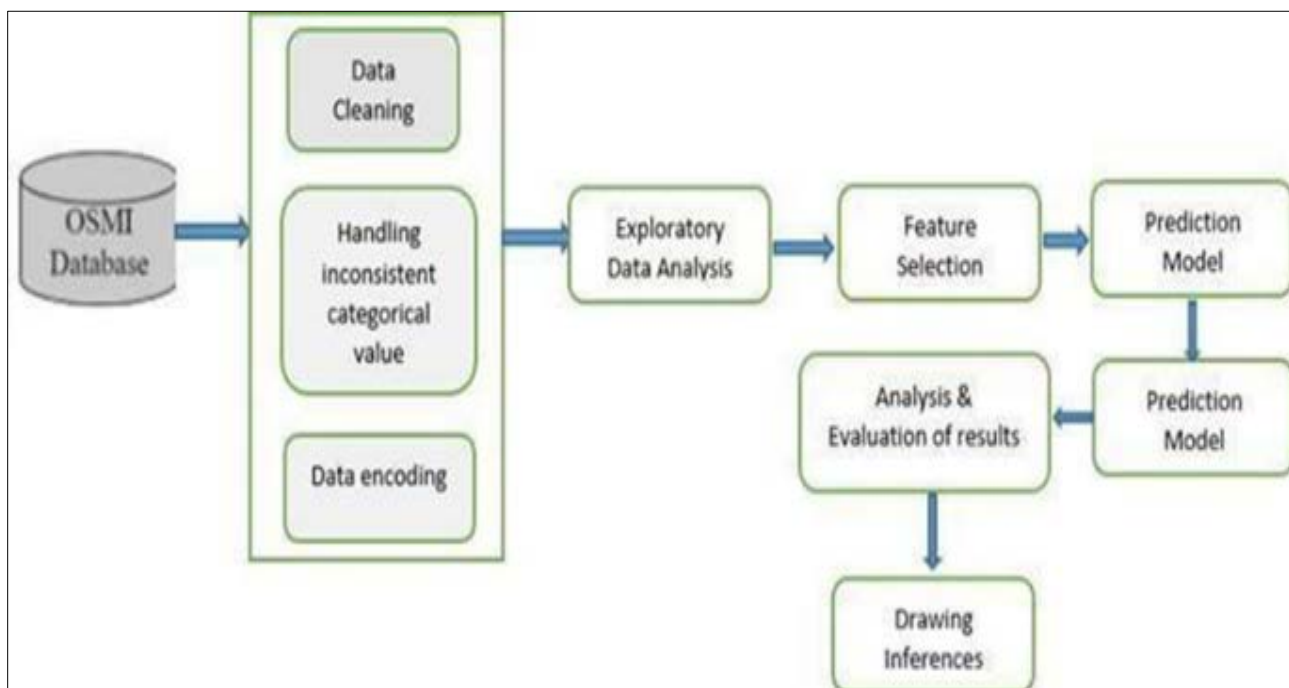 OSMI
Database
Data
Cleaning
Handling
inconsistent
categorical
value
Data encoding
Exploratory
Data Analysis
Feature
Selection
Prediction
Model
Prediction
Model
Analysis &
Evaluation of results
Drawing
Inferences